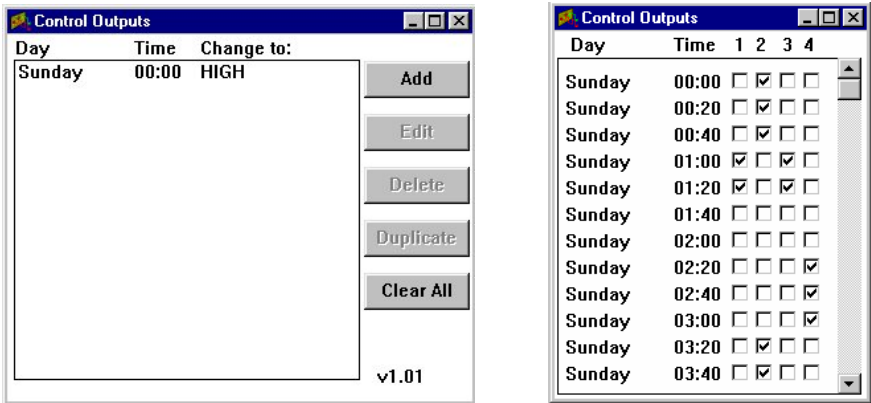 Control Outputs
Day Time Change to:
Sunday 00:00 HIGH
Add
Edit
Delete
Duplicate
Clear All
v1.01
Control Outputs
Day Time 1 2 3 4
Sunday 00:00
Sunday 00:20
Sunday 00:40
Sunday 01:00
Sunday 01:20
Sunday 01:40
Sunday 02:00
Sunday 02:20
Sunday 02:40
Sunday 03:00
Sunday 03:20
Sunday 03:40